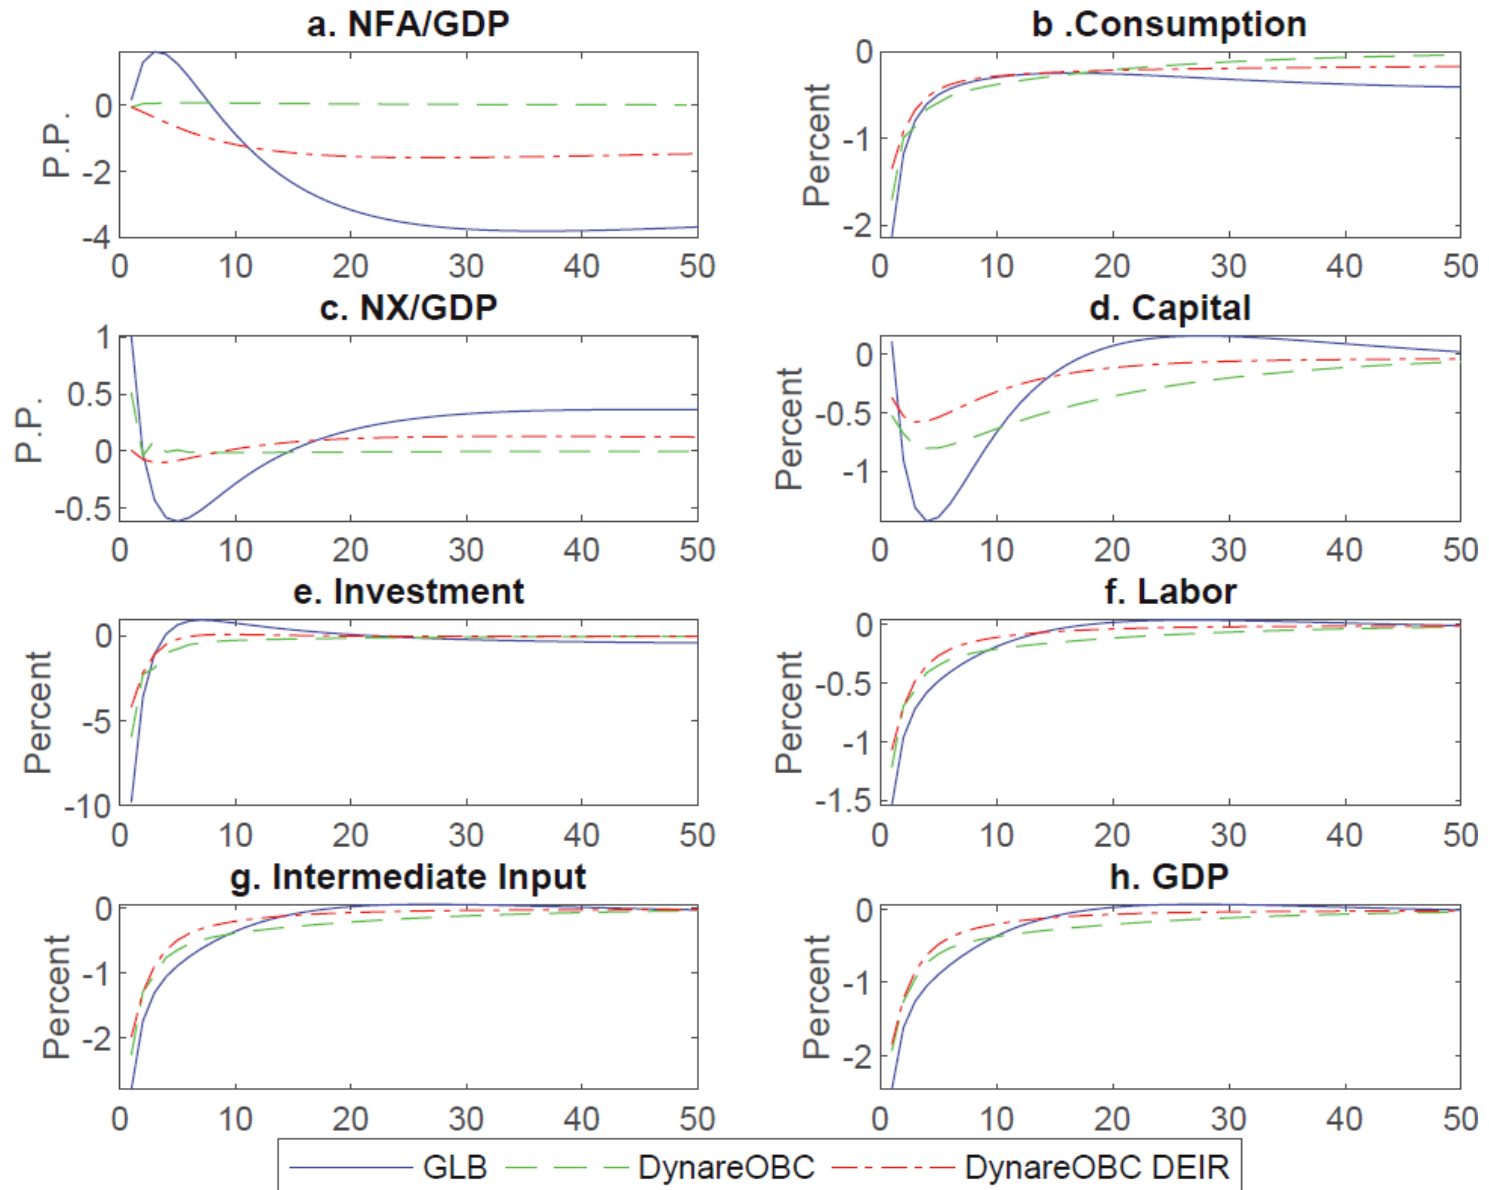 a. NFA/GDP
b .Consumption
P.P.
0
-2
-4
0 10 20 30 40 50
Percent
0
-1
-2
0 10 20 30 40 50
c. NX/GDP
d. Capital
P.P.
1
0.5
0
-0.5
0 10 20 30 40 50
Percent
0
-0.5
-1
0 10 20 30 40 50
e. Investment
f. Labor
Percent
0
-5
-10
0 10 20 30 40 50
Percent
0
-0.5
-1
-1.5
0 10 20 30 40 50
g. Intermediate Input
h. GDP
Percent
0
-1
-2
0 10 20 30 40 50
Percent
0
-1
-2
0 10 20 30 40 50
GLB DynareOBC DynareOBC DEIR